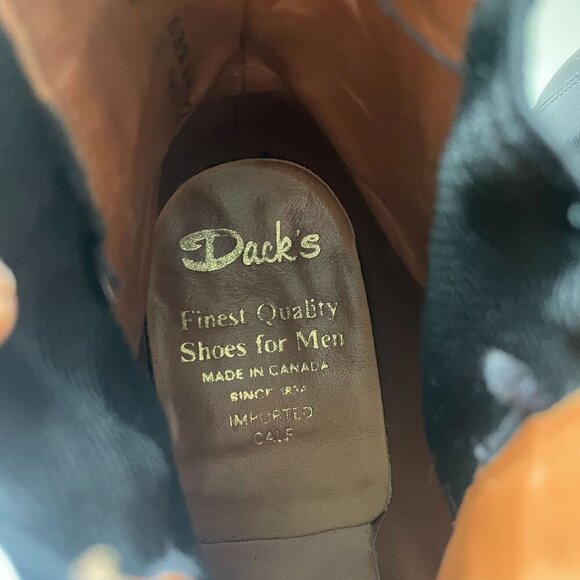 Dack's
Finest Quality
Shoes for Men
MADE IN CANADA
SINCE 1834
IMPORTED
CALF